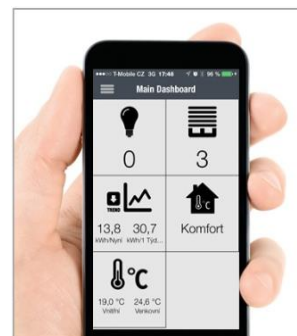 T-Mobile CZ 3G 17:46 96 %
Main Dashboard
0
3
TREND
13,8 30,7
kWh/Nyní kWh/1 Týd...
°C
Komfort
°C
19,0 °C 24,6 °C
Vnitřní Venkovní